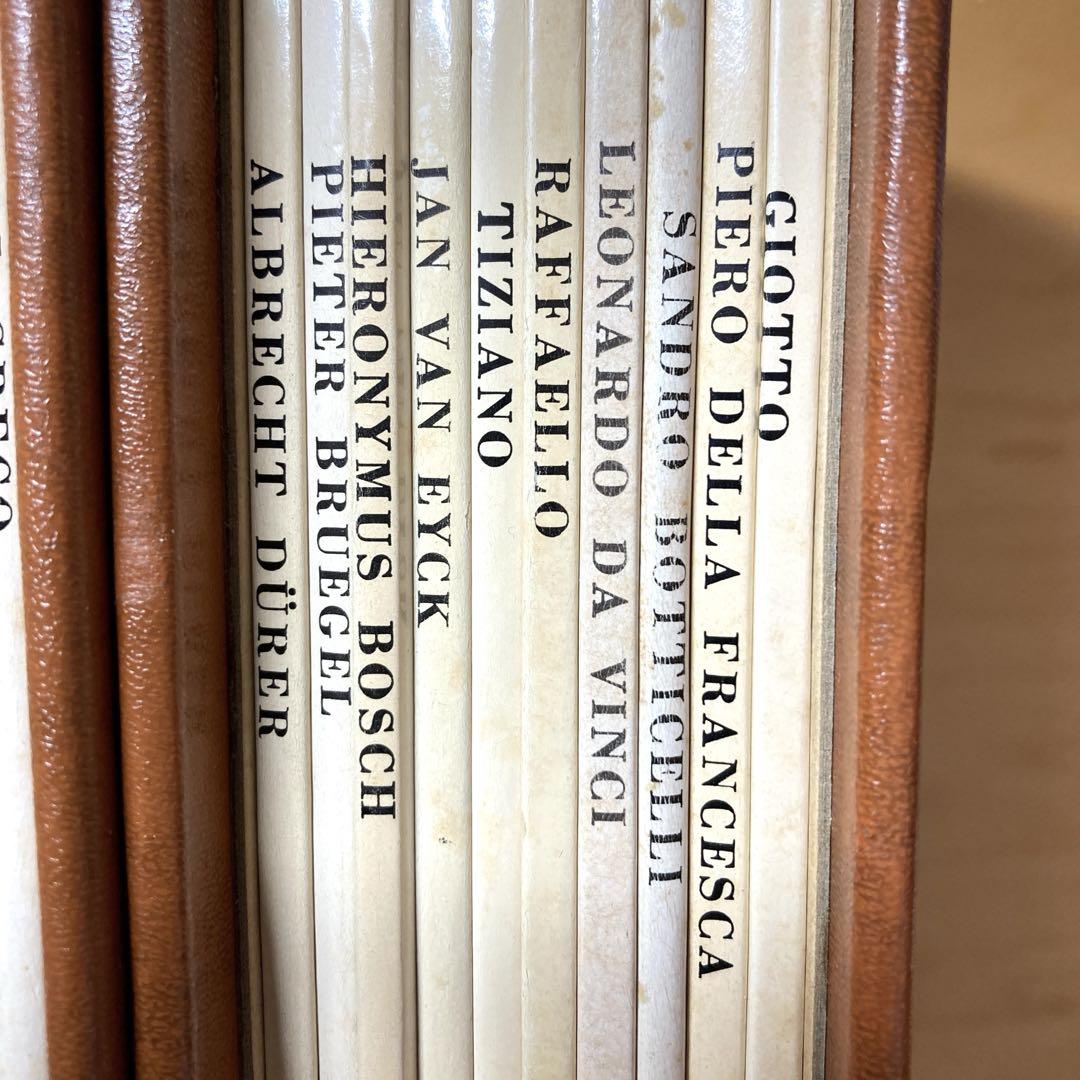 ALBRECHT DÜRER
PIETER BRUEGEL
HIERONYMUS BOSCH
JAN VAN EYCK
TIZIANO
RAFFAELLO
LEONARDO DA VINCI
SANDRO BOTTICELLI
PIERO DELLA FRANCESCA
GIOTTO